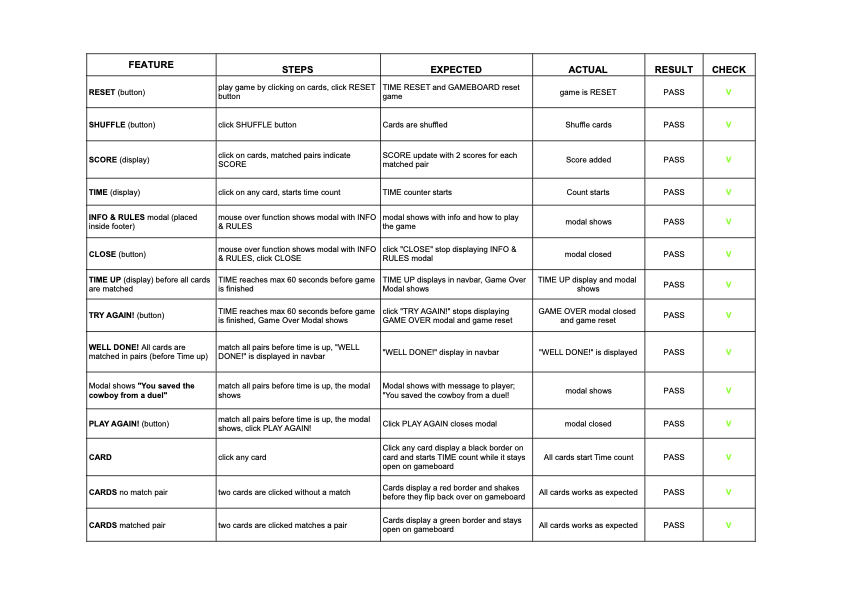 FEATURE STEPS EXPECTED ACTUAL RESULT CHECK
RESET (button)
play game by clicking on cards, click RESET
button
TIME RESET and GAMEBOARD reset
game
game is RESET
PASS
V
SHUFFLE (button)
click SHUFFLE button
Cards are shuffled
Shuffle cards
PASS
V
SCORE (display)
click on cards, matched pairs indicate
SCORE
SCORE update with 2 scores for each
matched pair
Score added
PASS
V
TIME (display)
click on any card, starts time count
TIME counter starts
Count starts
PASS
V
INFO & RULES modal (placed
inside footer)
mouse over function shows modal with INFO
& RULES
modal shows with info and how to play
the game
modal shows
PASS
V
CLOSE (button)
mouse over function shows modal with INFO
& RULES, click CLOSE
click "CLOSE" stop displaying INFO &
RULES modal
modal closed
PASS
V
TIME UP (display) before all cards
are matched
TIME reaches max 60 seconds before game
is finished
TIME UP displays in navbar, Game Over
Modal shows
TIME UP display and modal
shows
PASS
V
TRY AGAIN! (button)
TIME reaches max 60 seconds before game
is finished, Game Over Modal shows
click "TRY AGAIN!" stops displaying
GAME OVER modal and game reset
GAME OVER modal closed
and game reset
PASS
V
WELL DONE! All cards are
matched in pairs (before Time up)
match all pairs before time is up, "WELL
DONE!" is displayed in navbar
"WELL DONE!" display in navbar
"WELL DONE!" is displayed
PASS
V
Modal shows "You saved the
cowboy from a duel"
match all pairs before time is up, the modal
shows
Modal shows with message to player;
"You saved the cowboy from a duel!
modal shows
PASS
V
PLAY AGAIN! (button)
match all pairs before time is up, the modal
shows, click PLAY AGAIN!
Click PLAY AGAIN closes modal
modal closed
PASS
V
CARD
click any card
Click any card display a black border on
card and starts TIME count while it stays
open on gameboard
All cards start Time count
PASS
V
CARDS no match pair
two cards are clicked without a match
Cards display a red border and shakes
before they flip back over on gameboard
All cards works as expected
PASS
V
CARDS matched pair
two cards are clicked matches a pair
Cards display a green border and stays
open on gameboard
All cards works as expected
PASS
V